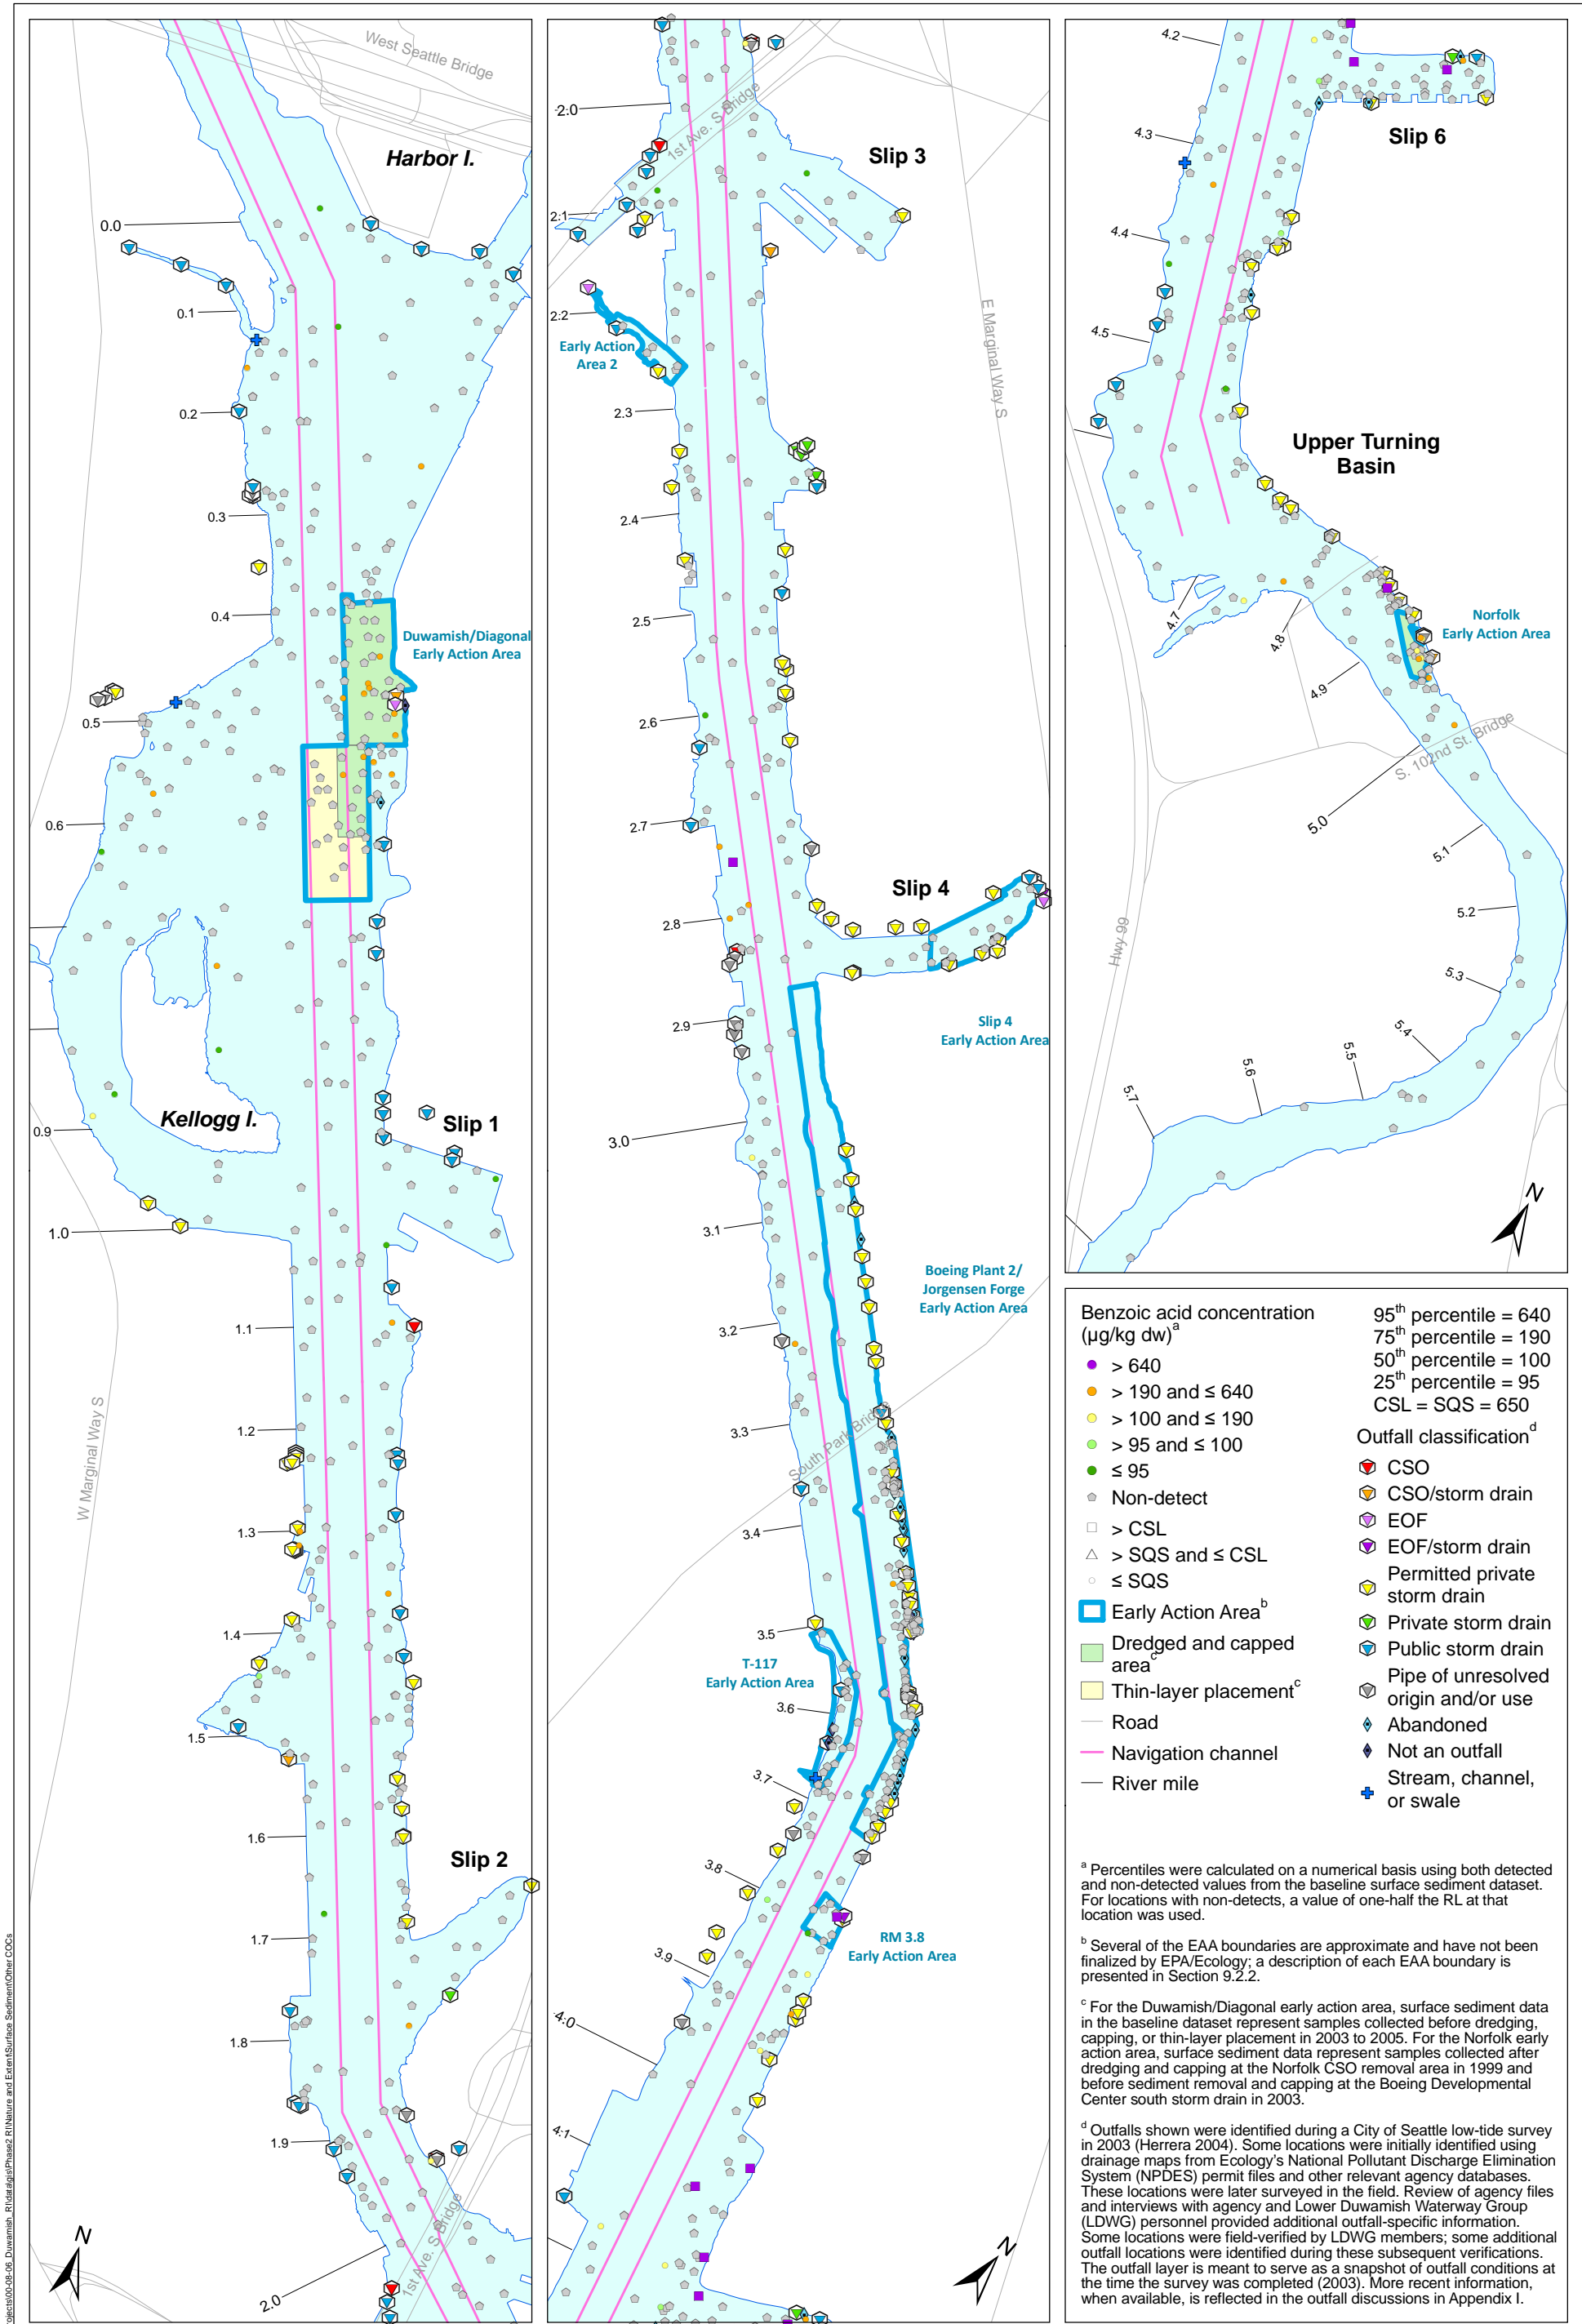 West Seattle Bridge
Harbor I.
0.0
0.1
0.2
0.3
0.4
Duwamish/Diagonal
Early Action Area
0.5
0.6
Kellogg I.
0.9
Slip 1
1.0
1.1
W Marginal Way S
1.2
1.3
1.4
1.5
1.6
Slip 2
1.7
1.8
1.9
1st Ave. S Bridge
2.0
N
2.0
1st Ave. S Bridge
Slip 3
2.1
2.2
Early Action
Area 2
E Marginal Way S
2.3
2.4
2.5
2.6
2.7
Slip 4
2.8
2.9
Slip 4
Early Action Area
3.0
3.1
Boeing Plant 2/
Jorgensen Forge
Early Action Area
3.2
3.3
South Park Bridge
3.4
3.5
T-117
Early Action Area
3.6
3.7
3.8
RM 3.8
Early Action Area
3.9
4.0
4.1
N
4.2
Slip 6
4.3
4.4
4.5
Upper Turning
Basin
4.7
4.8
Norfolk
Early Action Area
4.9
S. 102nd St. Bridge
5.0
5.1
5.2
Hwy 99
5.3
5.4
5.5
5.6
5.7
N
Benzoic acid concentration
(µg/kg dw)a
> 640
> 190 and ≤ 640
> 100 and ≤ 190
> 95 and ≤ 100
≤ 95
Non-detect
> CSL
> SQS and ≤ CSL
≤ SQS
Early Action Areab
Dredged and capped
areac
Thin-layer placementc
Road
Navigation channel
River mile
95th percentile = 640
75th percentile = 190
50th percentile = 100
25th percentile = 95
CSL = SQS = 650
Outfall classificationd
CSO
CSO/storm drain
EOF
EOF/storm drain
Permitted private
storm drain
Private storm drain
Public storm drain
Pipe of unresolved
origin and/or use
Abandoned
Not an outfall
Stream, channel,
or swale
a Percentiles were calculated on a numerical basis using both detected
and non-detected values from the baseline surface sediment dataset.
For locations with non-detects, a value of one-half the RL at that
location was used.
b Several of the EAA boundaries are approximate and have not been
finalized by EPA/Ecology; a description of each EAA boundary is
presented in Section 9.2.2.
c For the Duwamish/Diagonal early action area, surface sediment data
in the baseline dataset represent samples collected before dredging,
capping, or thin-layer placement in 2003 to 2005. For the Norfolk early
action area, surface sediment data represent samples collected after
dredging and capping at the Norfolk CSO removal area in 1999 and
before sediment removal and capping at the Boeing Developmental
Center south storm drain in 2003.
d Outfalls shown were identified during a City of Seattle low-tide survey
in 2003 (Herrera 2004). Some locations were initially identified using
drainage maps from Ecology's National Pollutant Discharge Elimination
System (NPDES) permit files and other relevant agency databases.
These locations were later surveyed in the field. Review of agency files
and interviews with agency and Lower Duwamish Waterway Group
(LDWG) personnel provided additional outfall-specific information.
Some locations were field-verified by LDWG members; some additional
outfall locations were identified during these subsequent verifications.
The outfall layer is meant to serve as a snapshot of outfall conditions at
the time the survey was completed (2003). More recent information,
when available, is reflected in the outfall discussions in Appendix I.